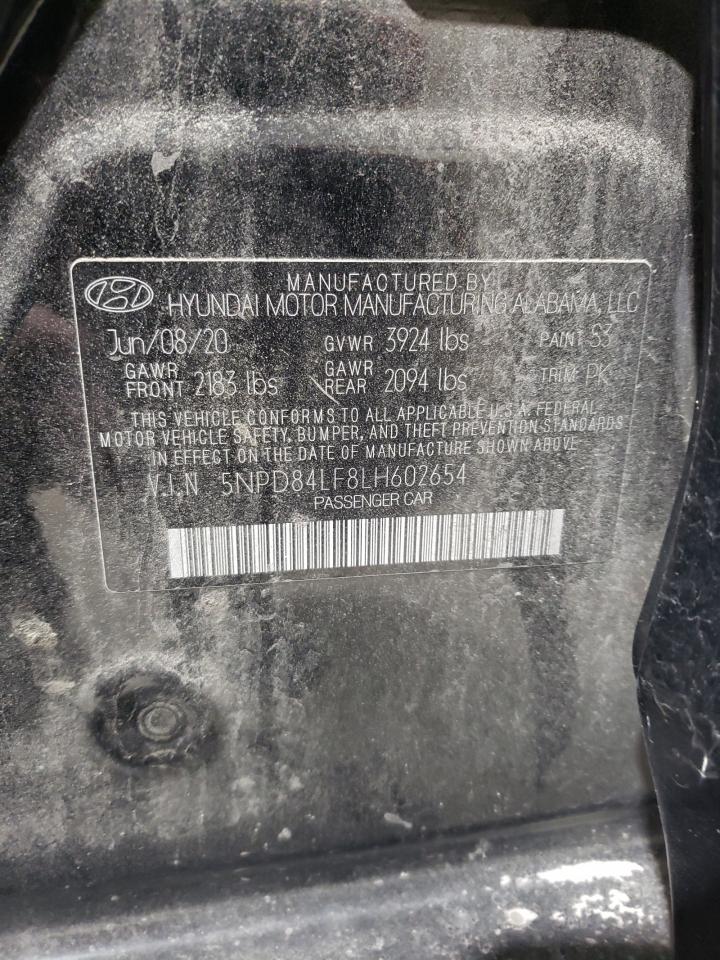 MANUFACTURED BY
HYUNDAI MOTOR MANUFACTURING ALABAMA, LLC
Jun/08/20 GVWR 3924 lbs PAINT S3
GAWR FRONT 2183 lbs GAWR REAR 2094 lbs TRIM PK
THIS VEHICLE CONFORMS TO ALL APPLICABLE U.S.A. FEDERAL
MOTOR VEHICLE SAFETY, BUMPER, AND THEFT PREVENTION STANDARDS
IN EFFECT ON THE DATE OF MANUFACTURE SHOWN ABOVE.
V.I.N 5NPD84LF8LH602654
PASSENGER CAR